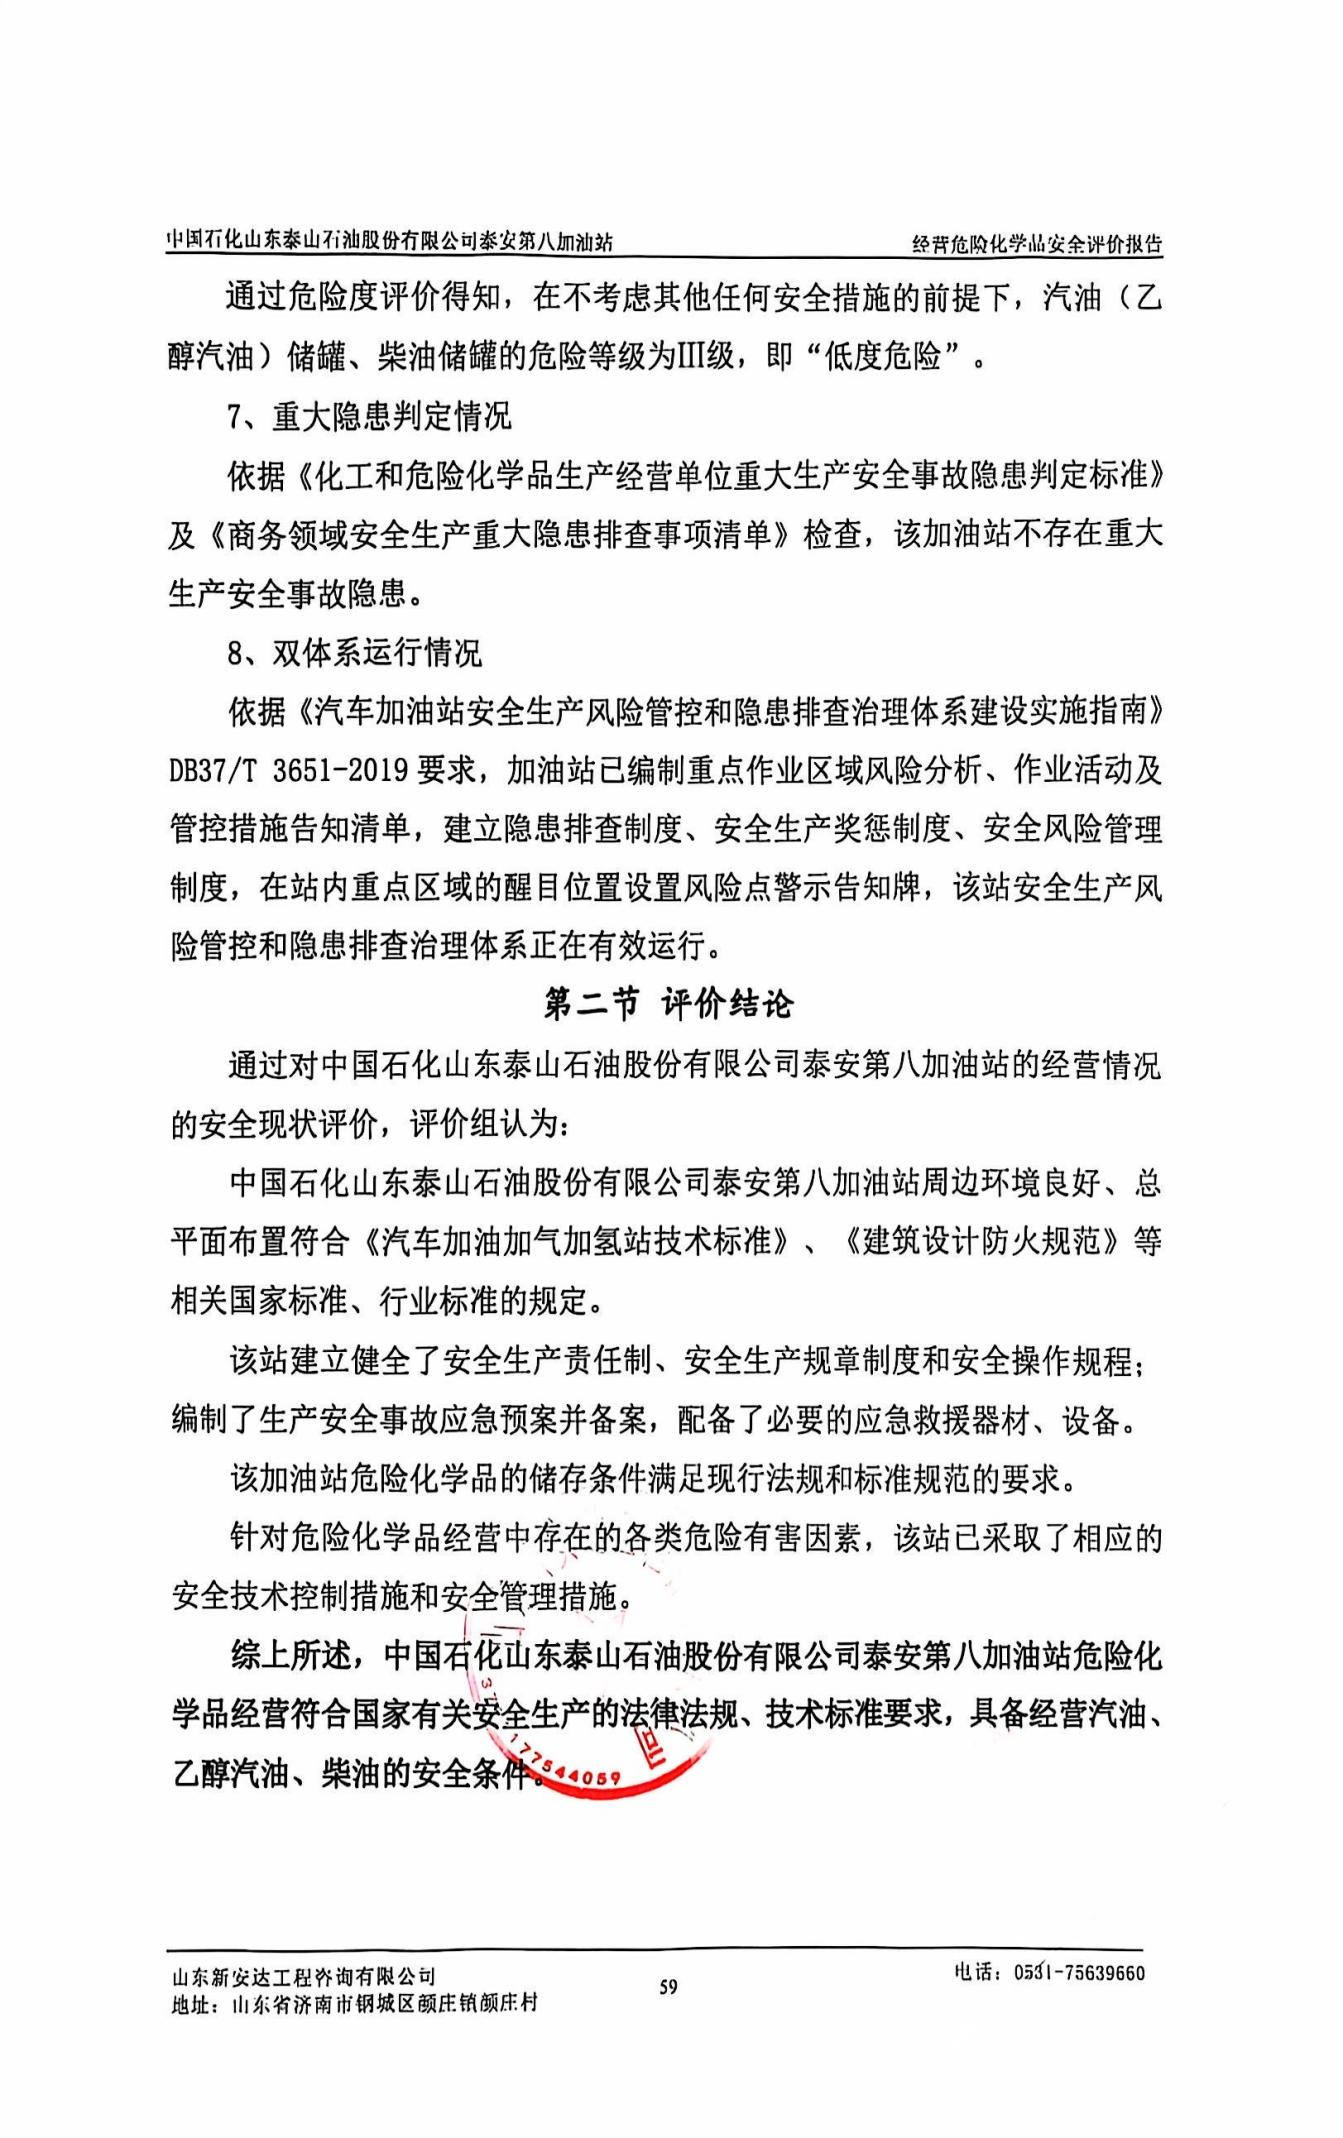 中国石化山东泰山石油股份有限公司泰安第八加油站 经营危险化学品安全评价报告
通过危险度评价得知，在不考虑其他任何安全措施的前提下，汽油（乙
醇汽油）储罐、柴油储罐的危险等级为III级，即“低度危险”。
7、重大隐患判定情况
依据《化工和危险化学品生产经营单位重大生产安全事故隐患判定标准》
及《商务领域安全生产重大隐患排查事项清单》检查，该加油站不存在重大
生产安全事故隐患。
8、双体系运行情况
依据《汽车加油站安全生产风险管控和隐患排查治理体系建设实施指南》
DB37/T 3651-2019 要求，加油站已编制重点作业区域风险分析、作业活动及
管控措施告知清单，建立隐患排查制度、安全生产奖惩制度、安全风险管理
制度，在站内重点区域的醒目位置设置风险点警示告知牌，该站安全生产风
险管控和隐患排查治理体系正在有效运行。
第二节 评价结论
通过对中国石化山东泰山石油股份有限公司泰安第八加油站的经营情况
的安全现状评价，评价组认为：
中国石化山东泰山石油股份有限公司泰安第八加油站周边环境良好、总
平面布置符合《汽车加油加气加氢站技术标准》、《建筑设计防火规范》等
相关国家标准、行业标准的规定。
该站建立健全了安全生产责任制、安全生产规章制度和安全操作规程；
编制了生产安全事故应急预案并备案，配备了必要的应急救援器材、设备。
该加油站危险化学品的储存条件满足现行法规和标准规范的要求。
针对危险化学品经营中存在的各类危险有害因素，该站已采取了相应的
安全技术控制措施和安全管理措施。
综上所述，中国石化山东泰山石油股份有限公司泰安第八加油站危险化
学品经营符合国家有关安全生产的法律法规、技术标准要求，具备经营汽油、
乙醇汽油、柴油的安全条件。
司
177544059
山东新安达工程咨询有限公司 59 电话：0531-75639660
地址：山东省济南市钢城区颜庄镇颜庄村